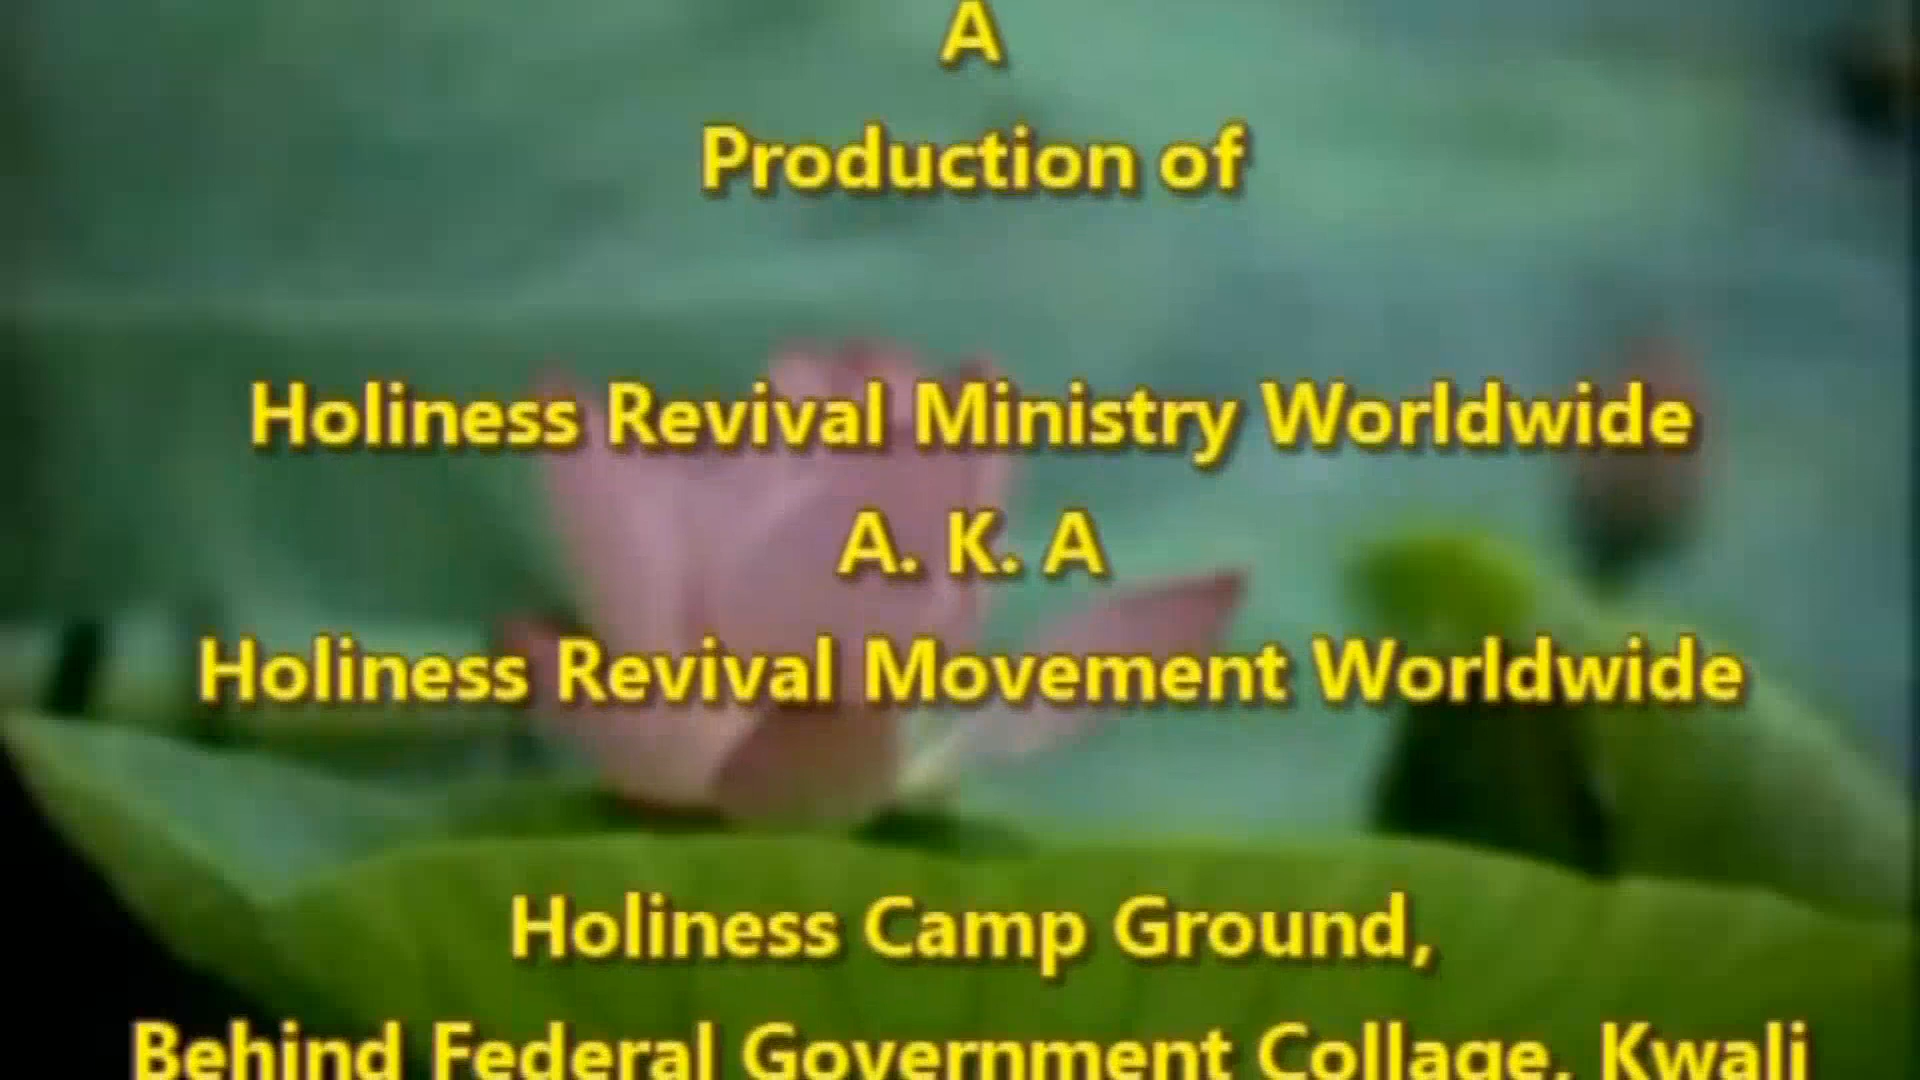 A
Production of
Holiness Revival Ministry Worldwide
A. K. A
Holiness Revival Movement Worldwide
Holiness Camp Ground,
Behind Federal Government Collage, Kwali